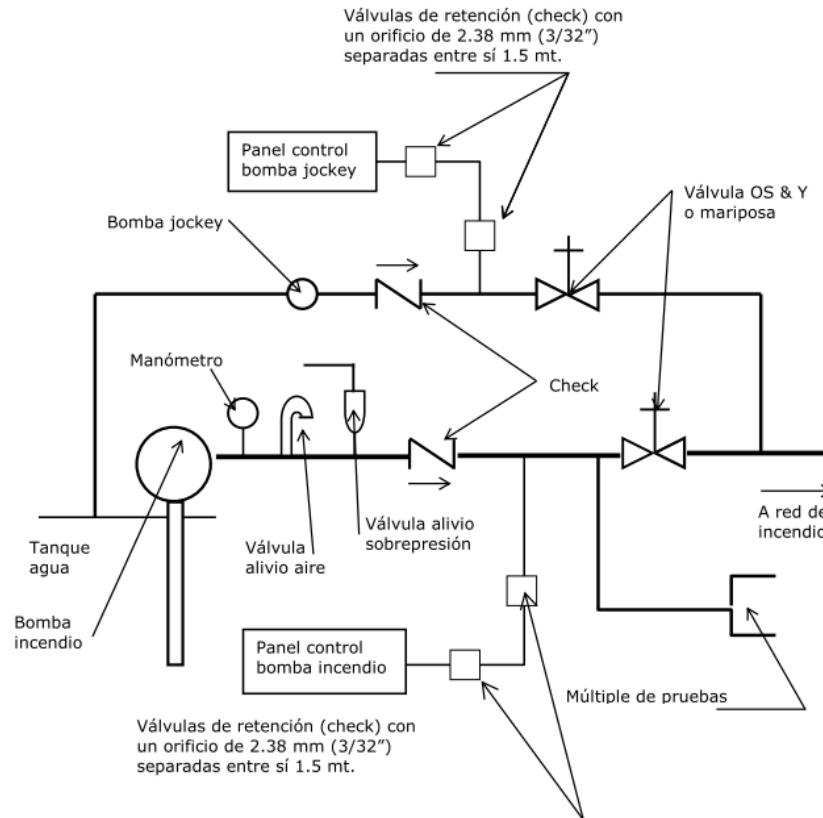 Válvulas de retención (check) con
un orificio de 2.38 mm (3/32”)
separadas entre sí 1.5 mt.
Panel control
bomba jockey
Válvula OS & Y
o mariposa
Bomba jockey
Manómetro
Check
A red de
incendio
Válvula alivio
sobrepresión
Tanque
agua
Válvula
alivio aire
Bomba
incendio
Panel control
bomba incendio
Múltiple de pruebas
Válvulas de retención (check) con
un orificio de 2.38 mm (3/32”)
separadas entre sí 1.5 mt.